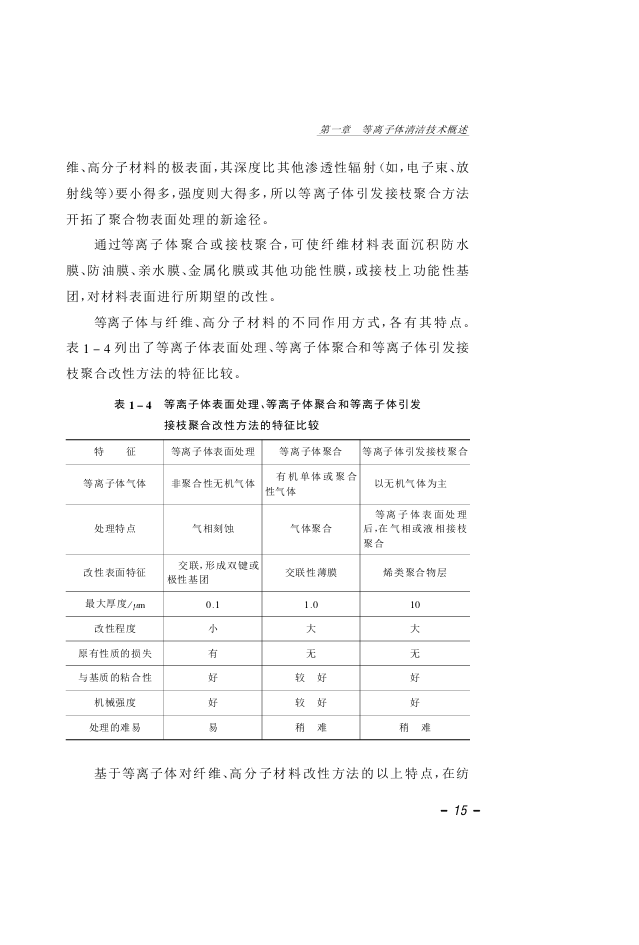 第一章　等离子体清洁技术概述
维、高分子材料的极表面,其深度比其他渗透性辐射(如,电子束、放
射线等)要小得多,强度则大得多,所以等离子体引发接枝聚合方法
开拓了聚合物表面处理的新途径。
通过等离子体聚合或接枝聚合,可使纤维材料表面沉积防水
膜、防油膜、亲水膜、金属化膜或其他功能性膜,或接枝上功能性基
团,对材料表面进行所期望的改性。
等离子体与纤维、高分子材料的不同作用方式,各有其特点。
表 1－4 列出了等离子体表面处理、等离子体聚合和等离子体引发接
枝聚合改性方法的特征比较。
表 1－4　等离子体表面处理、等离子体聚合和等离子体引发
接枝聚合改性方法的特征比较
特　征　等离子体表面处理　等离子体聚合　等离子体引发接枝聚合
等离子体气体　非聚合性无机气体　有机单体或聚合性气体　以无机气体为主
处理特点　气相刻蚀　气体聚合　等离子体表面处理后,在气相或液相接枝聚合
改性表面特征　交联,形成双键或极性基团　交联性薄膜　烯类聚合物层
最大厚度/μm　0.1　1.0　10
改性程度　小　大　大
原有性质的损失　有　无　无
与基质的粘合性　好　较　好　好
机械强度　好　较　好　好
处理的难易　易　稍　难　稍　难
基于等离子体对纤维、高分子材料改性方法的以上特点,在纺
－ 15 －